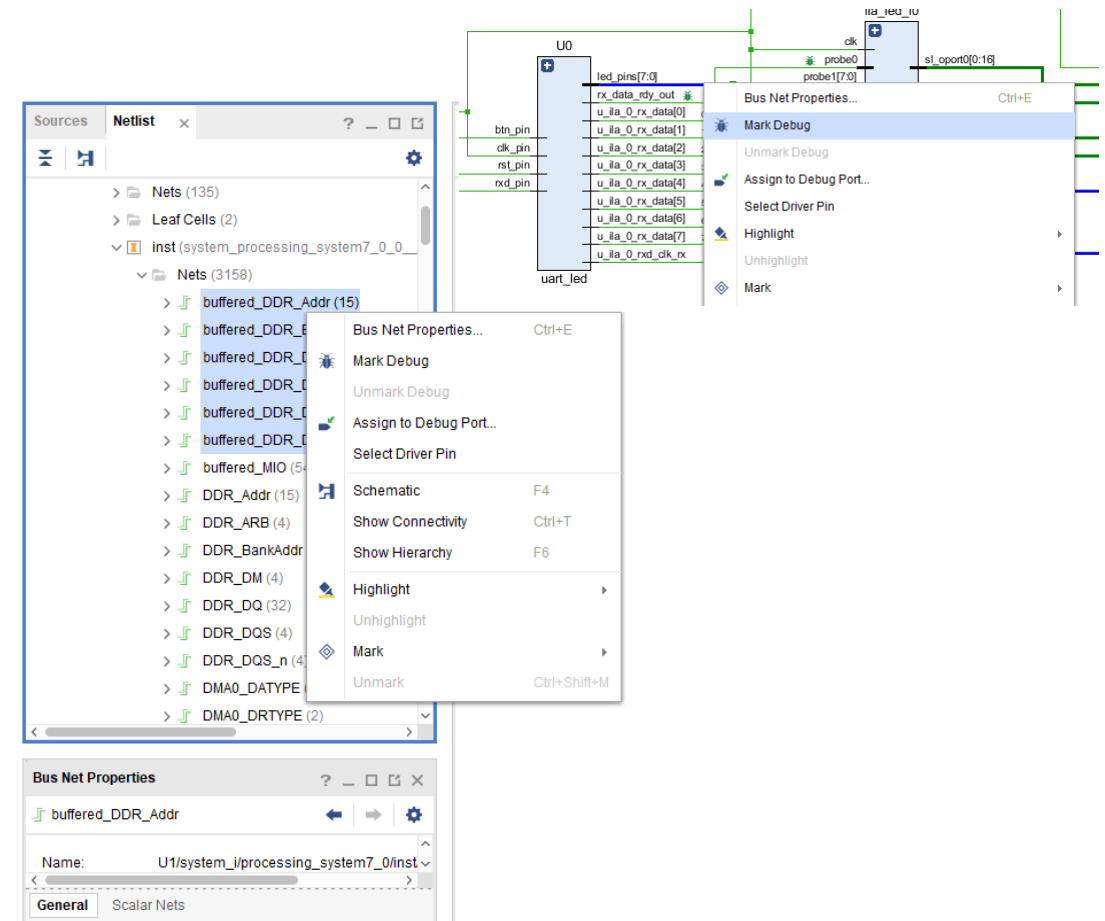 Sources Netlist
Nets (135)
Leaf Cells (2)
inst (system_processing_system7_0_0__
Nets (3158)
buffered_DDR_Addr (15)
buffered_DDR_
buffered_DDR_
buffered_DDR_
buffered_DDR_
buffered_DDR_
buffered_MIO
DDR_Addr (15)
DDR_ARB (4)
DDR_BankAddr
DDR_DM (4)
DDR_DQ (32)
DDR_DQS (4)
DDR_DQS_n (4
DMA0_DATYPE
DMA0_DRTYPE (2)
Bus Net Properties... Ctrl+E
Mark Debug
Unmark Debug
Assign to Debug Port...
Select Driver Pin
Schematic F4
Show Connectivity Ctrl+T
Show Hierarchy F6
Highlight
Unhighlight
Mark
Unmark Ctrl+Shift+M
Bus Net Properties
buffered_DDR_Addr
Name: U1/system_i/processing_system7_0/inst
General Scalar Nets
U0
btn_pin
clk_pin
rst_pin
rxd_pin
led_pins[7:0]
rx_data_rdy_out
u_ila_0_rx_data[0]
u_ila_0_rx_data[1]
u_ila_0_rx_data[2]
u_ila_0_rx_data[3]
u_ila_0_rx_data[4]
u_ila_0_rx_data[5]
u_ila_0_rx_data[6]
u_ila_0_rx_data[7]
u_ila_0_rxd_clk_rx
uart_led
ila_led_i0
clk
probe0
probe1[7:0]
sl_oport0[0:16]
Bus Net Properties... Ctrl+E
Mark Debug
Unmark Debug
Assign to Debug Port...
Select Driver Pin
Highlight
Unhighlight
Mark